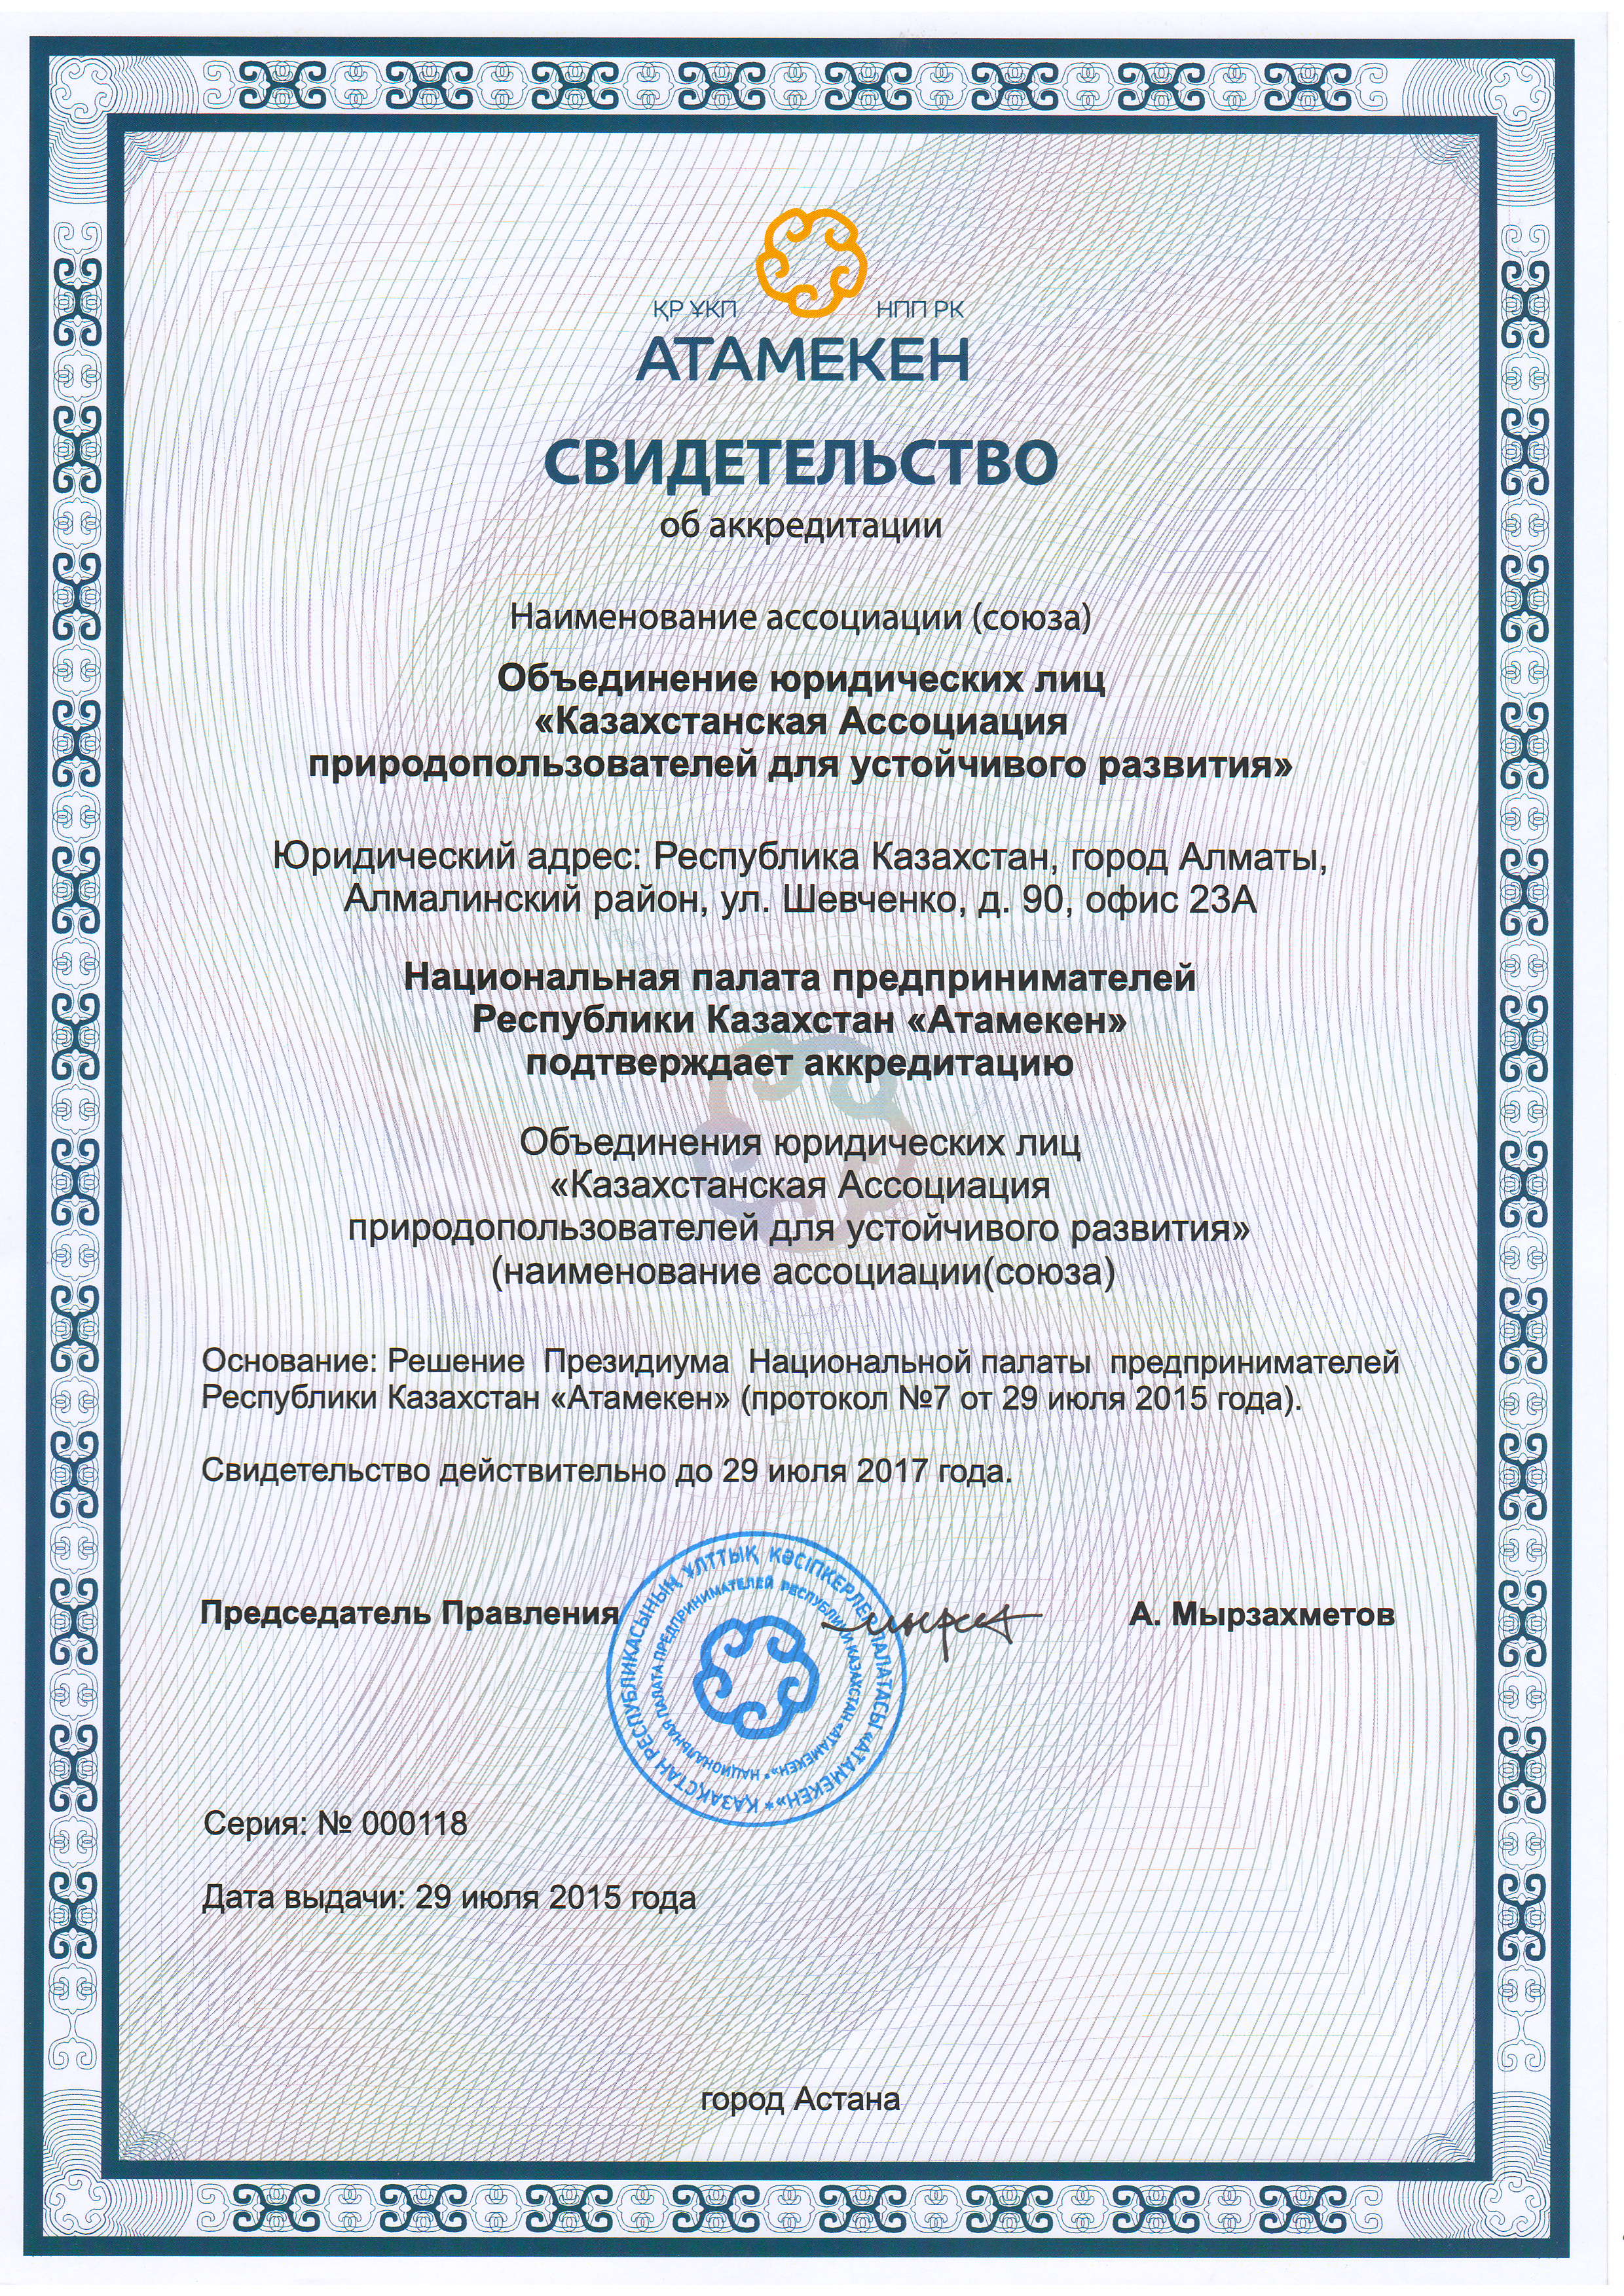 ҚР ҰКП НПП РК
АТАМЕКЕН
СВИДЕТЕЛЬСТВО
об аккредитации
Наименование ассоциации (союза)
Объединение юридических лиц
«Казахстанская Ассоциация
природопользователей для устойчивого развития»
Юридический адрес: Республика Казахстан, город Алматы,
Алмалинский район, ул. Шевченко, д. 90, офис 23А
Национальная палата предпринимателей
Республики Казахстан «Атамекен»
подтверждает аккредитацию
Объединения юридических лиц
«Казахстанская Ассоциация
природопользователей для устойчивого развития»
(наименование ассоциации(союза)
Основание: Решение Президиума Национальной палаты предпринимателей
Республики Казахстан «Атамекен» (протокол №7 от 29 июля 2015 года).
Свидетельство действительно до 29 июля 2017 года.
Председатель Правления А. Мырзахметов
ҚАЗАҚСТАН РЕСПУБЛИКАСЫНЫҢ ҰЛТТЫҚ КӘСІПКЕРЛЕР ПАЛАТАСЫ «АТАМЕКЕН» *
НАЦИОНАЛЬНАЯ ПАЛАТА ПРЕДПРИНИМАТЕЛЕЙ РЕСПУБЛИКИ КАЗАХСТАН «АТАМЕКЕН» *
Серия: № 000118
Дата выдачи: 29 июля 2015 года
город Астана